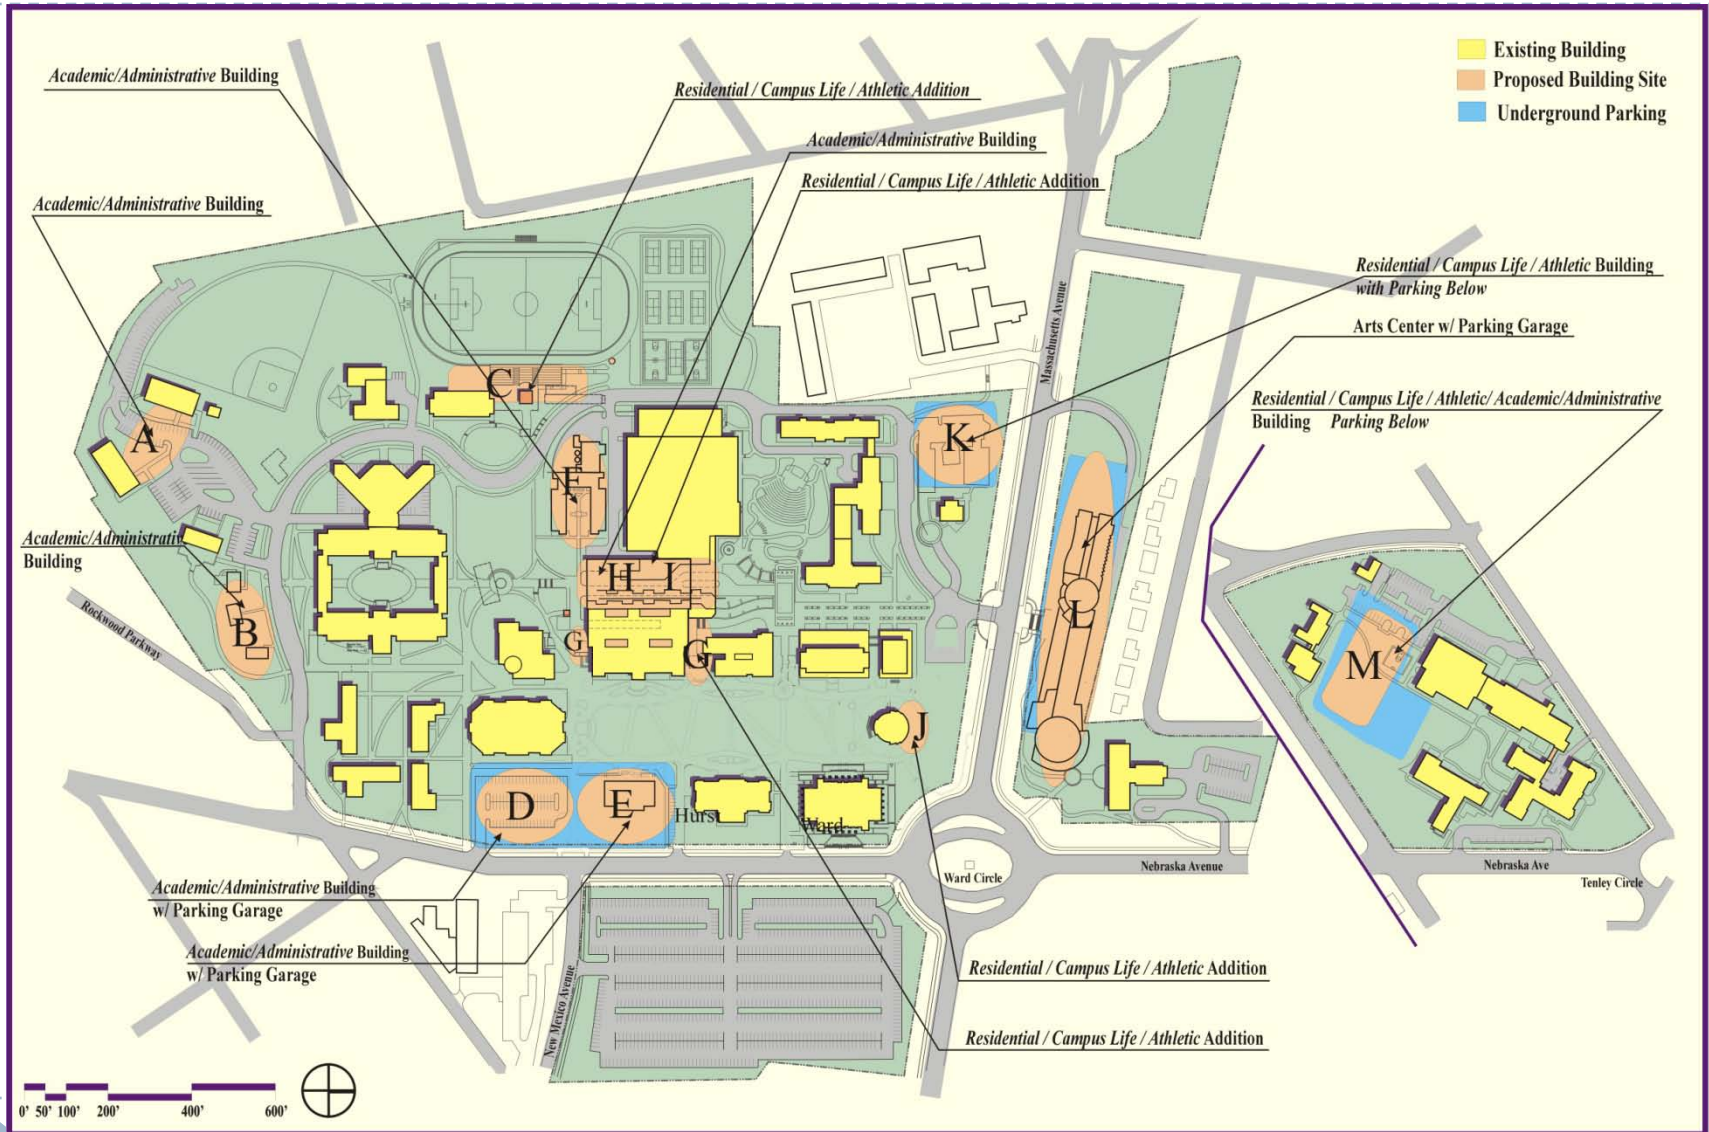 Existing Building
Proposed Building Site
Underground Parking
Academic/Administrative Building
Residential / Campus Life / Athletic Addition
Academic/Administrative Building
Residential / Campus Life / Athletic Addition
Academic/Administrative Building
Residential / Campus Life / Athletic Building
with Parking Below
Arts Center w/ Parking Garage
Residential / Campus Life / Athletic/ Academic/Administrative
Building Parking Below
Massachusetts Avenue
C
A
K
F
Academic/Administrativ
Building
H I
L
B
Rockwood Parkway
G
G
M
J
D
E
Hurst
Ward
Ward Circle
Nebraska Avenue
Nebraska Ave
Tenley Circle
Academic/Administrative Building
w/ Parking Garage
Academic/Administrative Building
w/ Parking Garage
New Mexico Avenue
Residential / Campus Life / Athletic Addition
Residential / Campus Life / Athletic Addition
0' 50' 100' 200' 400' 600'